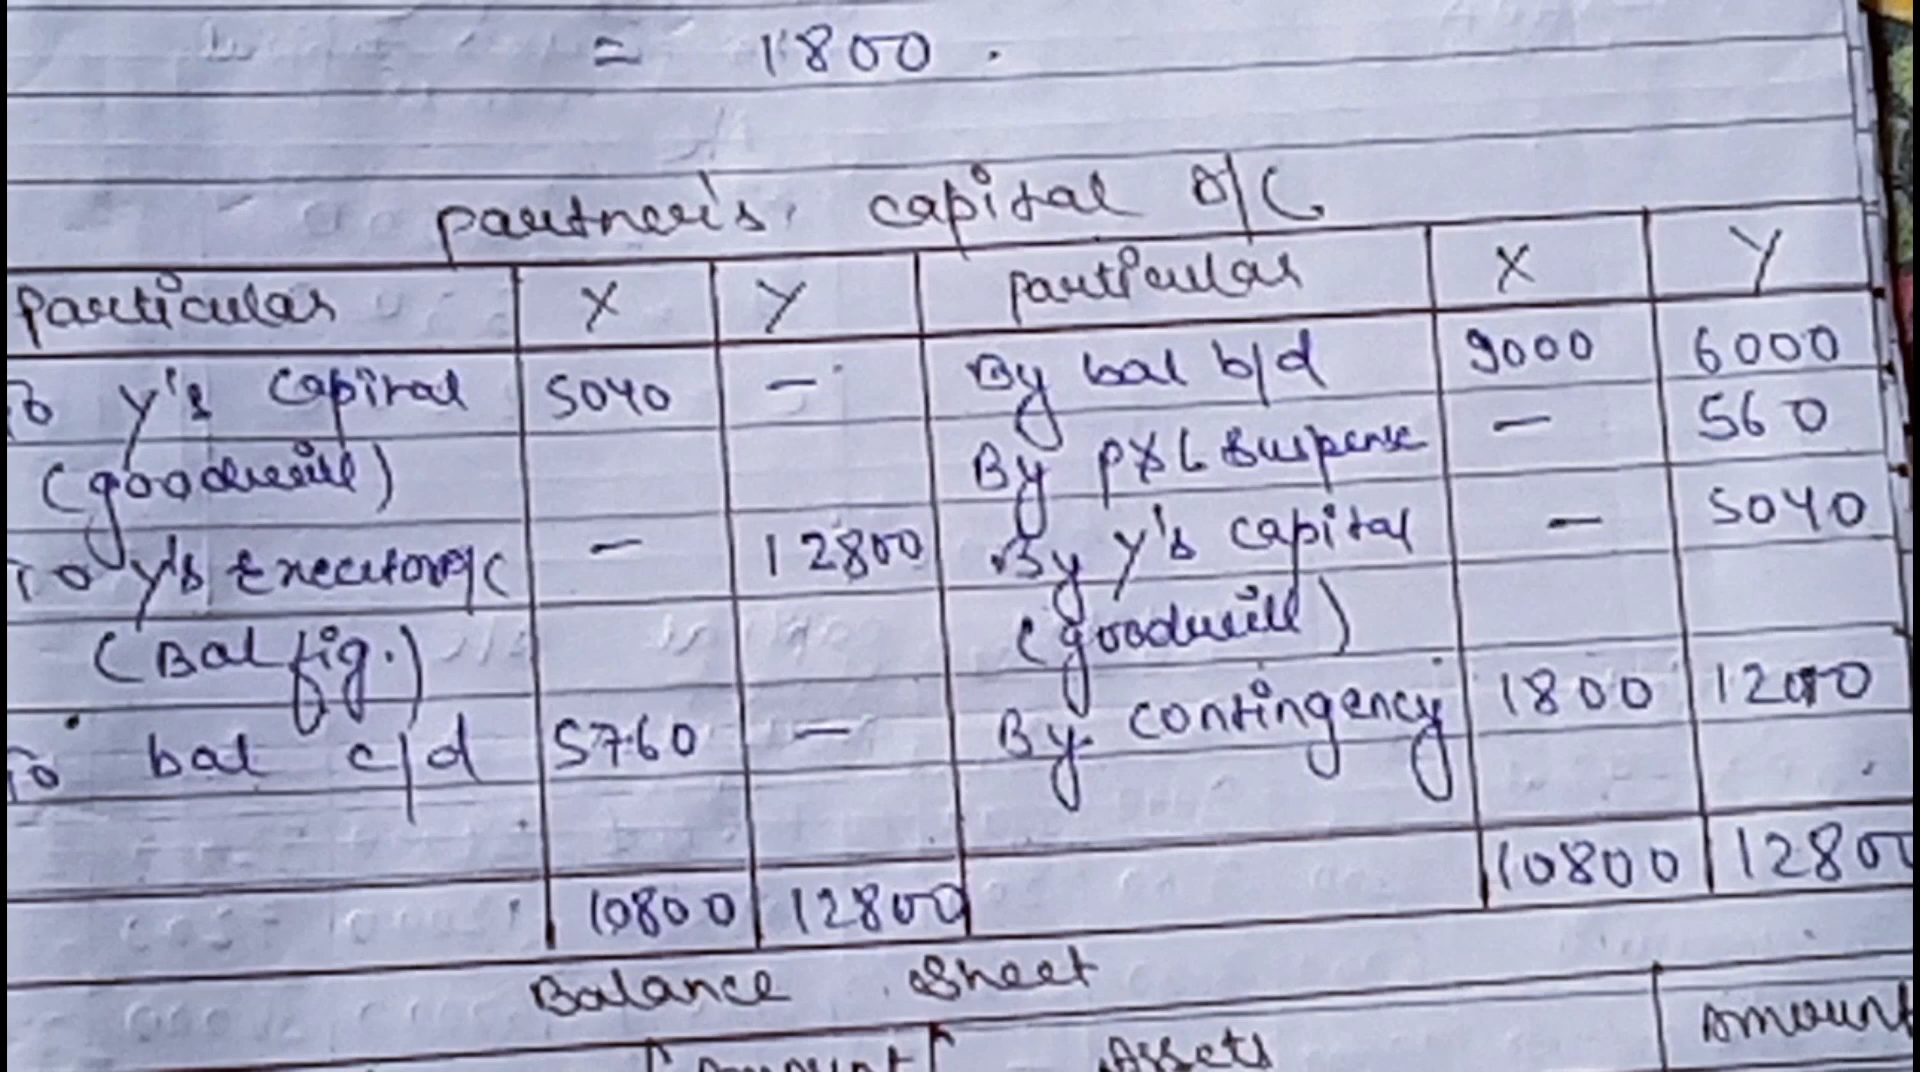 = 1800.
partner's capital A/C
Particulars X Y particulars X Y
To Y's capital 5040 — By bal b/d 9000 6000
(goodwill) By P&L Suspense — 560
To Y's Executor A/C — 12800 By Y's capital — 5040
(Bal fig.) (goodwill)
To bal c/d 5760 — By contingency 1800 1200
10800 12800 10800 12800
Balance Sheet
Amount Assets Amount